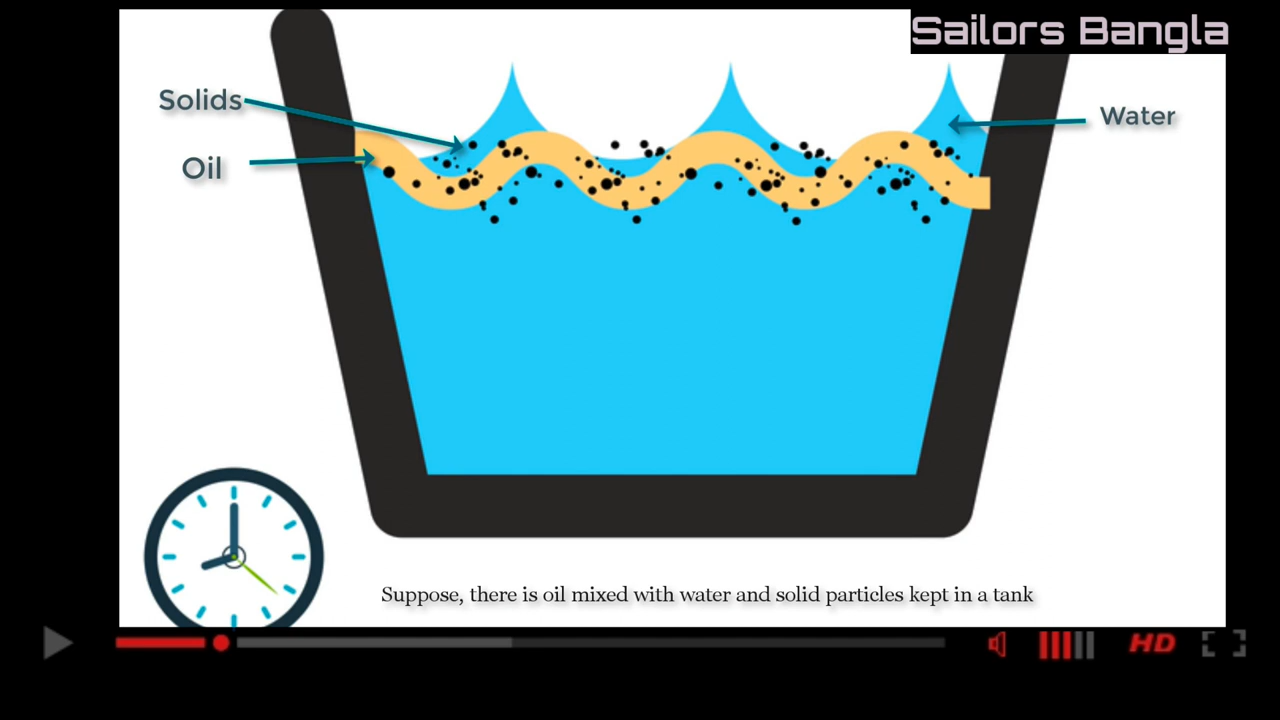 Sailors Bangla
Solids
Water
Oil
Suppose, there is oil mixed with water and solid particles kept in a tank
HD